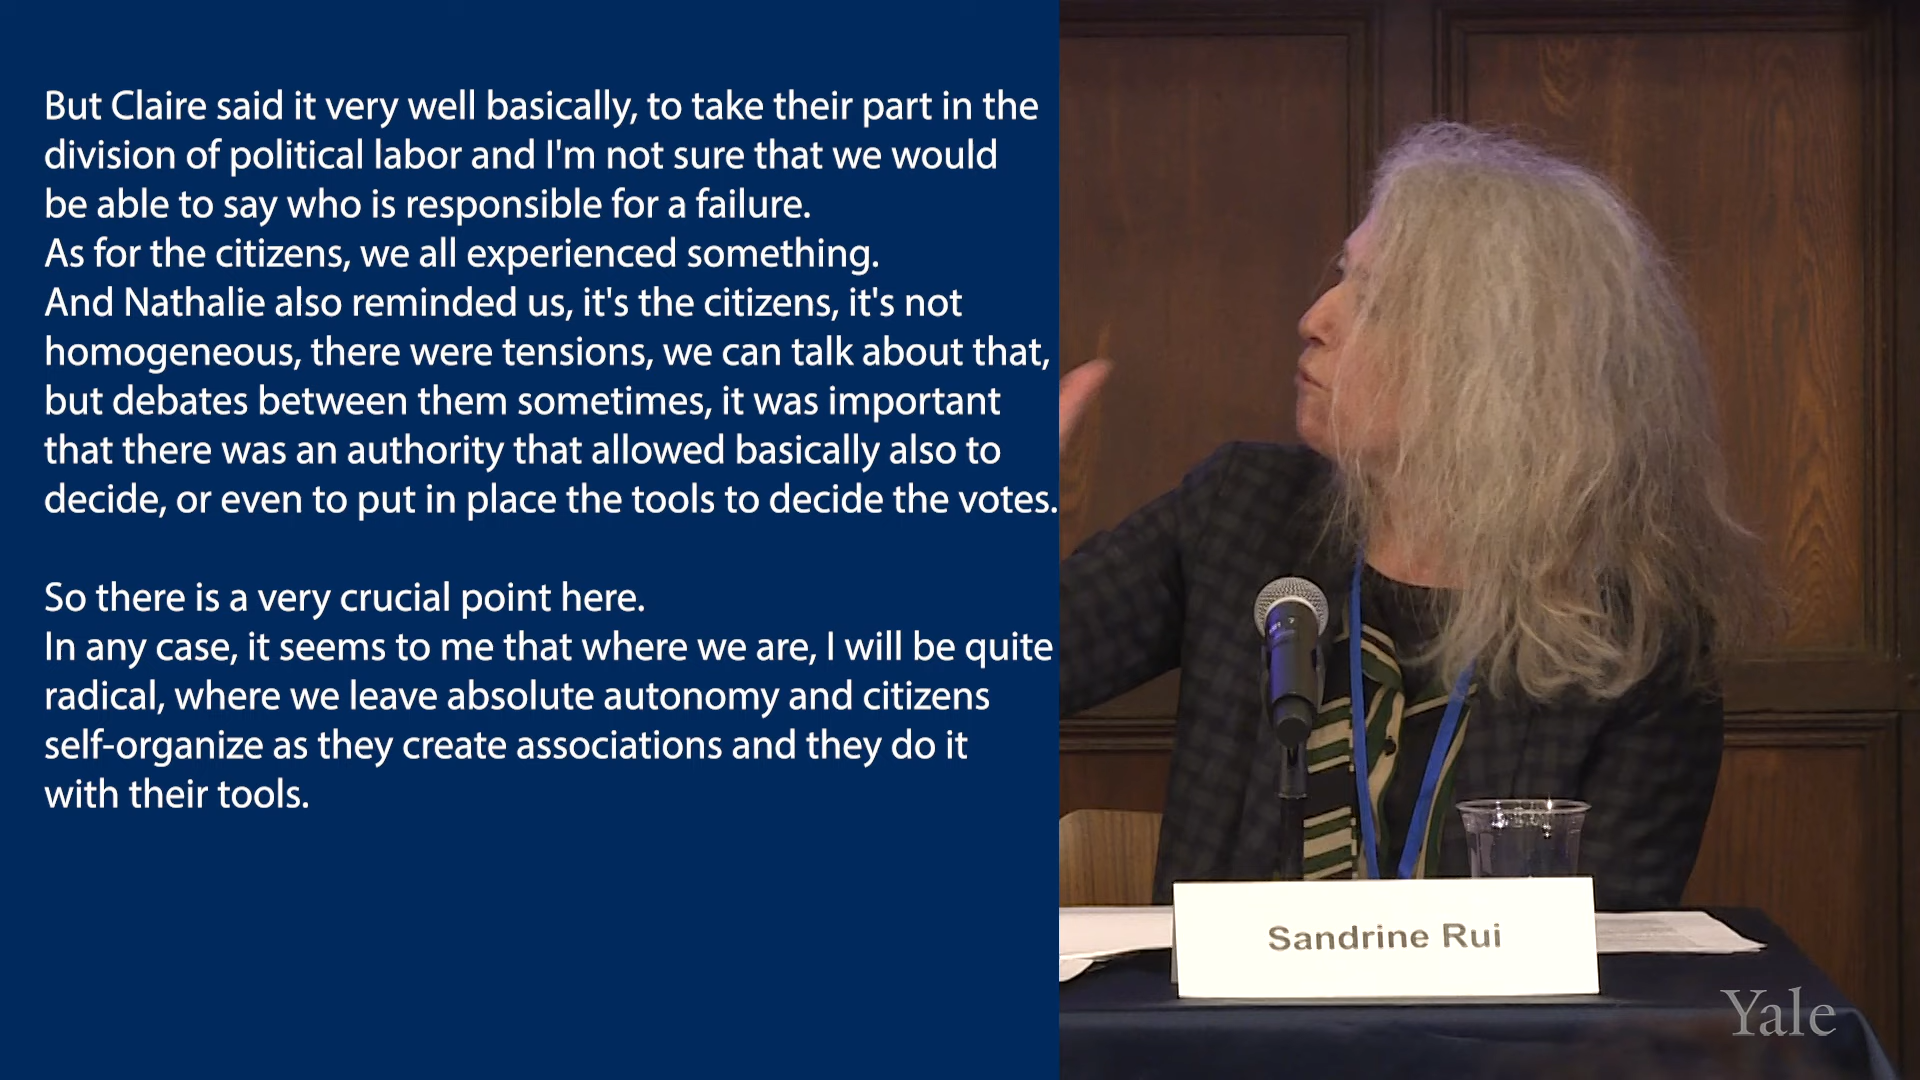 But Claire said it very well basically, to take their part in the
division of political labor and I'm not sure that we would
be able to say who is responsible for a failure.
As for the citizens, we all experienced something.
And Nathalie also reminded us, it's the citizens, it's not
homogeneous, there were tensions, we can talk about that,
but debates between them sometimes, it was important
that there was an authority that allowed basically also to
decide, or even to put in place the tools to decide the votes.
So there is a very crucial point here.
In any case, it seems to me that where we are, I will be quite
radical, where we leave absolute autonomy and citizens
self-organize as they create associations and they do it
with their tools.
Sandrine Rui
Yale